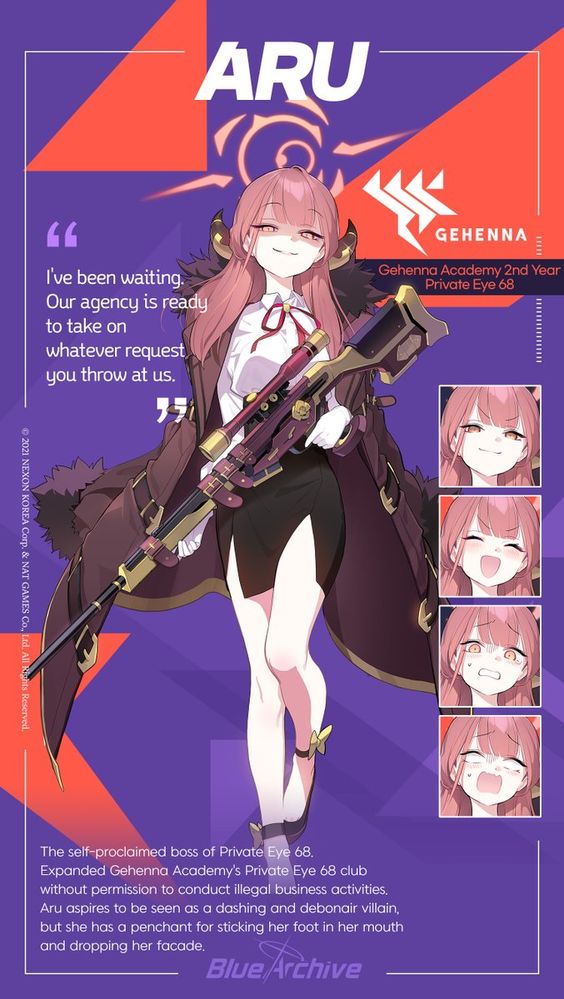 ARU
GEHENNA
Gehenna Academy 2nd Year
Private Eye 68
“
I've been waiting.
Our agency is ready
to take on
whatever request
you throw at us.
”
© 2021 NEXON KOREA Corp. & NAT GAMES Co., Ltd. All Rights Reserved.
The self-proclaimed boss of Private Eye 68.
Expanded Gehenna Academy's Private Eye 68 club
without permission to conduct illegal business activities.
Aru aspires to be seen as a dashing and debonair villain,
but she has a penchant for sticking her foot in her mouth
and dropping her facade.
Blue Archive